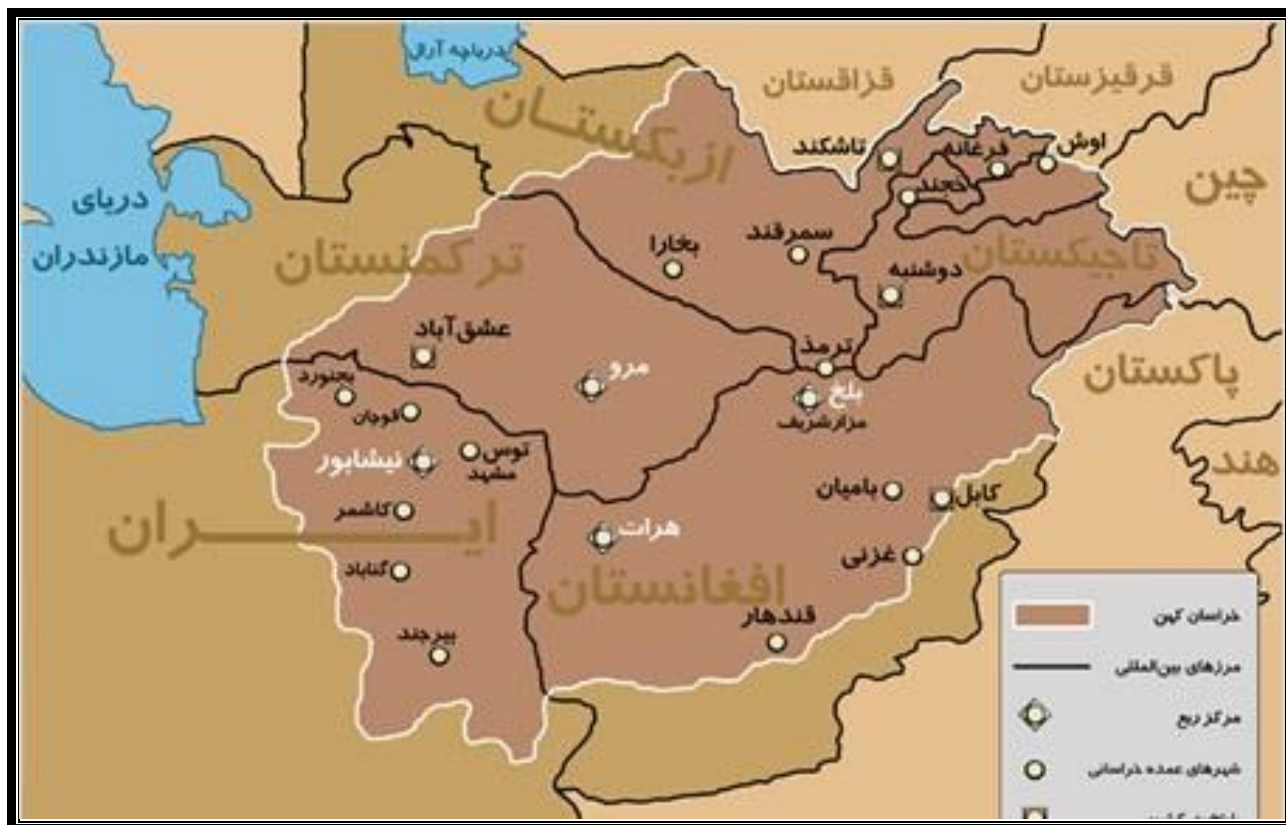 دریاچه آرال
قزاقستان
قرقیزستان
ازبکستان
تاشکند
فرغانه
اوش
خجند
چین
دریای
مازندران
ترکمنستان
بخارا
سمرقند
تاجیکستان
دوشنبه
عشق‌آباد
مرو
ترمذ
بلخ
مزارشریف
پاکستان
بجنورد
قوچان
نیشابور
توس
مشهد
هند
بامیان
کابل
کاشمر
ایران
هرات
غزنی
گناباد
افغانستان
قندهار
بیرجند
خراسان کهن
مرزهای بین‌المللی
مرکز ربع
شهرهای عمده خراسانی